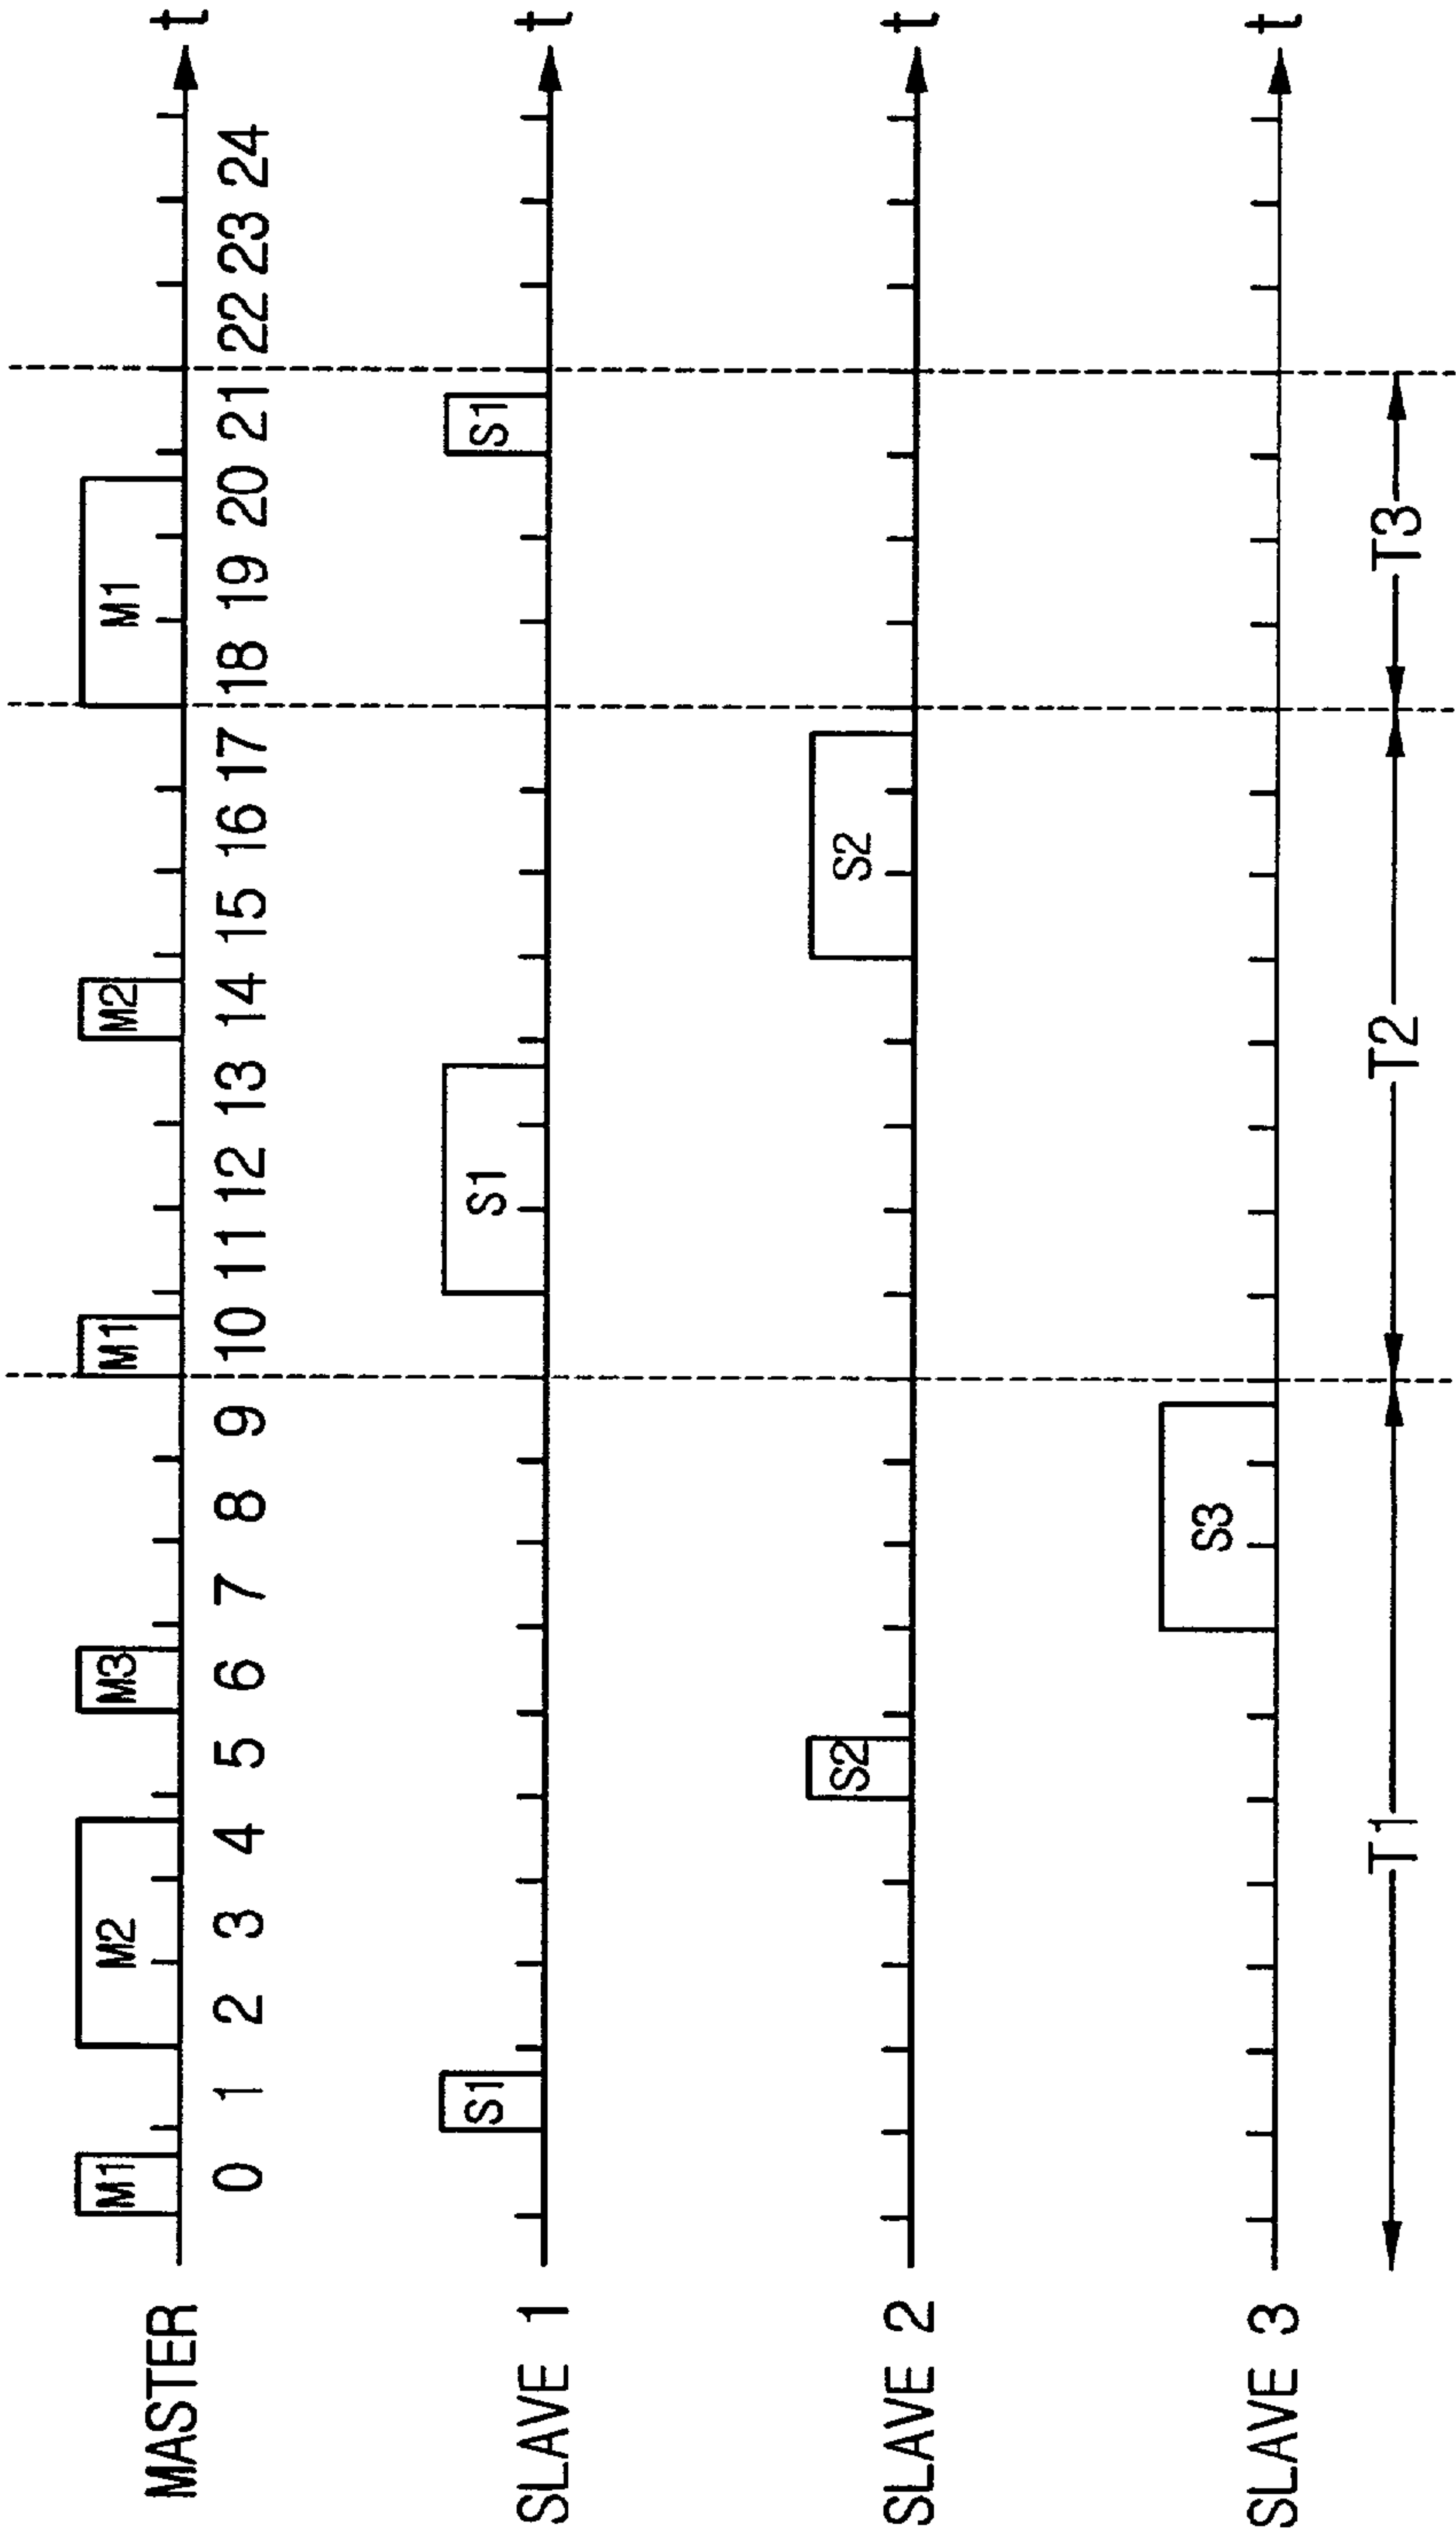 M1 M2 M3 M1 M2 M1
MASTER t
0 1 2 3 4 5 6 7 8 9 10 11 12 13 14 15 16 17 18 19 20 21 22 23 24
S1 S1 S1
SLAVE 1 t
S2 S2
SLAVE 2 t
S3
SLAVE 3 t
T1 T2 T3